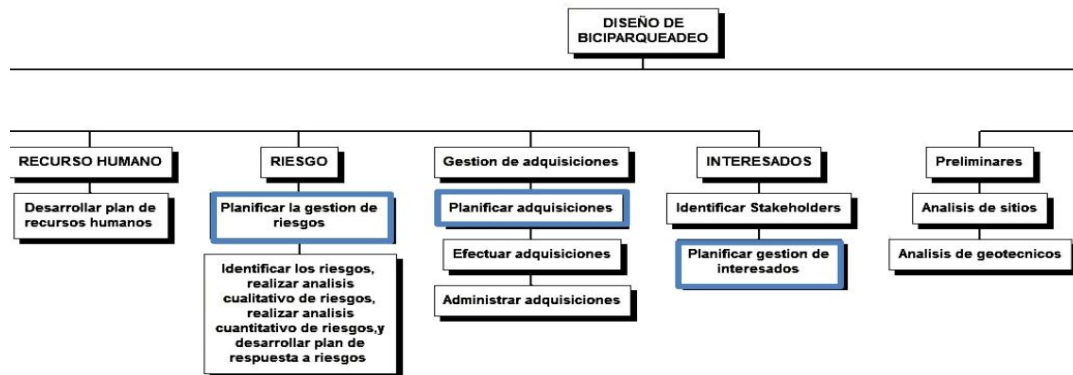 DISEÑO DE
BICIPARQUEADEO
RECURSO HUMANO
Desarrollar plan de
recursos humanos
RIESGO
Planificar la gestion de
riesgos
Identificar los riesgos,
realizar analisis
cualitativo de riesgos,
realizar analisis
cuantitativo de riesgos,y
desarrollar plan de
respuesta a riesgos
Gestion de adquisiciones
Planificar adquisiciones
Efectuar adquisiciones
Administrar adquisiciones
INTERESADOS
Identificar Stakeholders
Planificar gestion de
interesados
Preliminares
Analisis de sitios
Analisis de geotecnicos